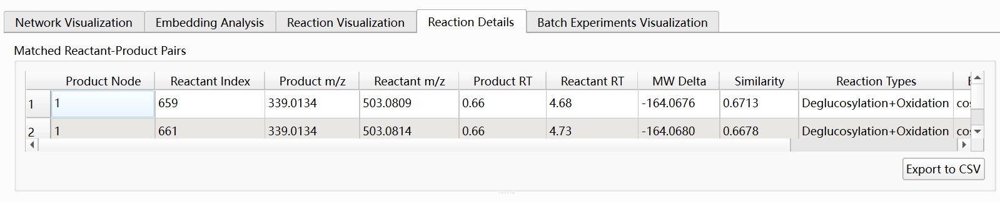 Network Visualization Embedding Analysis Reaction Visualization Reaction Details Batch Experiments Visualization
Matched Reactant-Product Pairs
Product Node Reactant Index Product m/z Reactant m/z Product RT Reactant RT MW Delta Similarity Reaction Types
1 1 659 339.0134 503.0809 0.66 4.68 -164.0676 0.6713 Deglucosylation+Oxidation cos
2 1 661 339.0134 503.0814 0.66 4.73 -164.0680 0.6678 Deglucosylation+Oxidation cos
Export to CSV